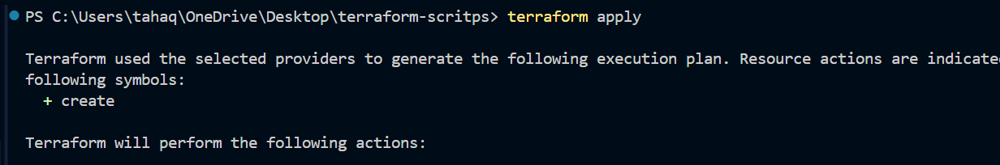 PS C:\Users\tahaq\OneDrive\Desktop\terraform-scritps> terraform apply
Terraform used the selected providers to generate the following execution plan. Resource actions are indicate
following symbols:
+ create
Terraform will perform the following actions: